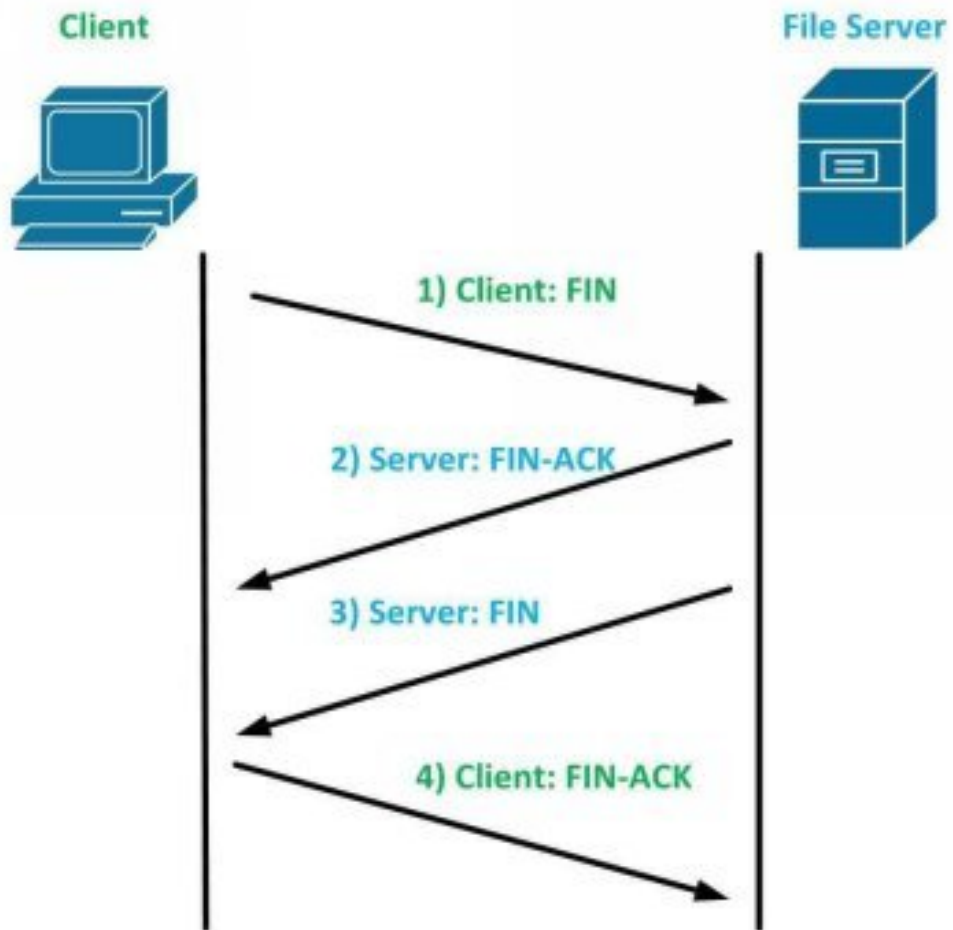 Client
File Server
1) Client: FIN
2) Server: FIN-ACK
3) Server: FIN
4) Client: FIN-ACK